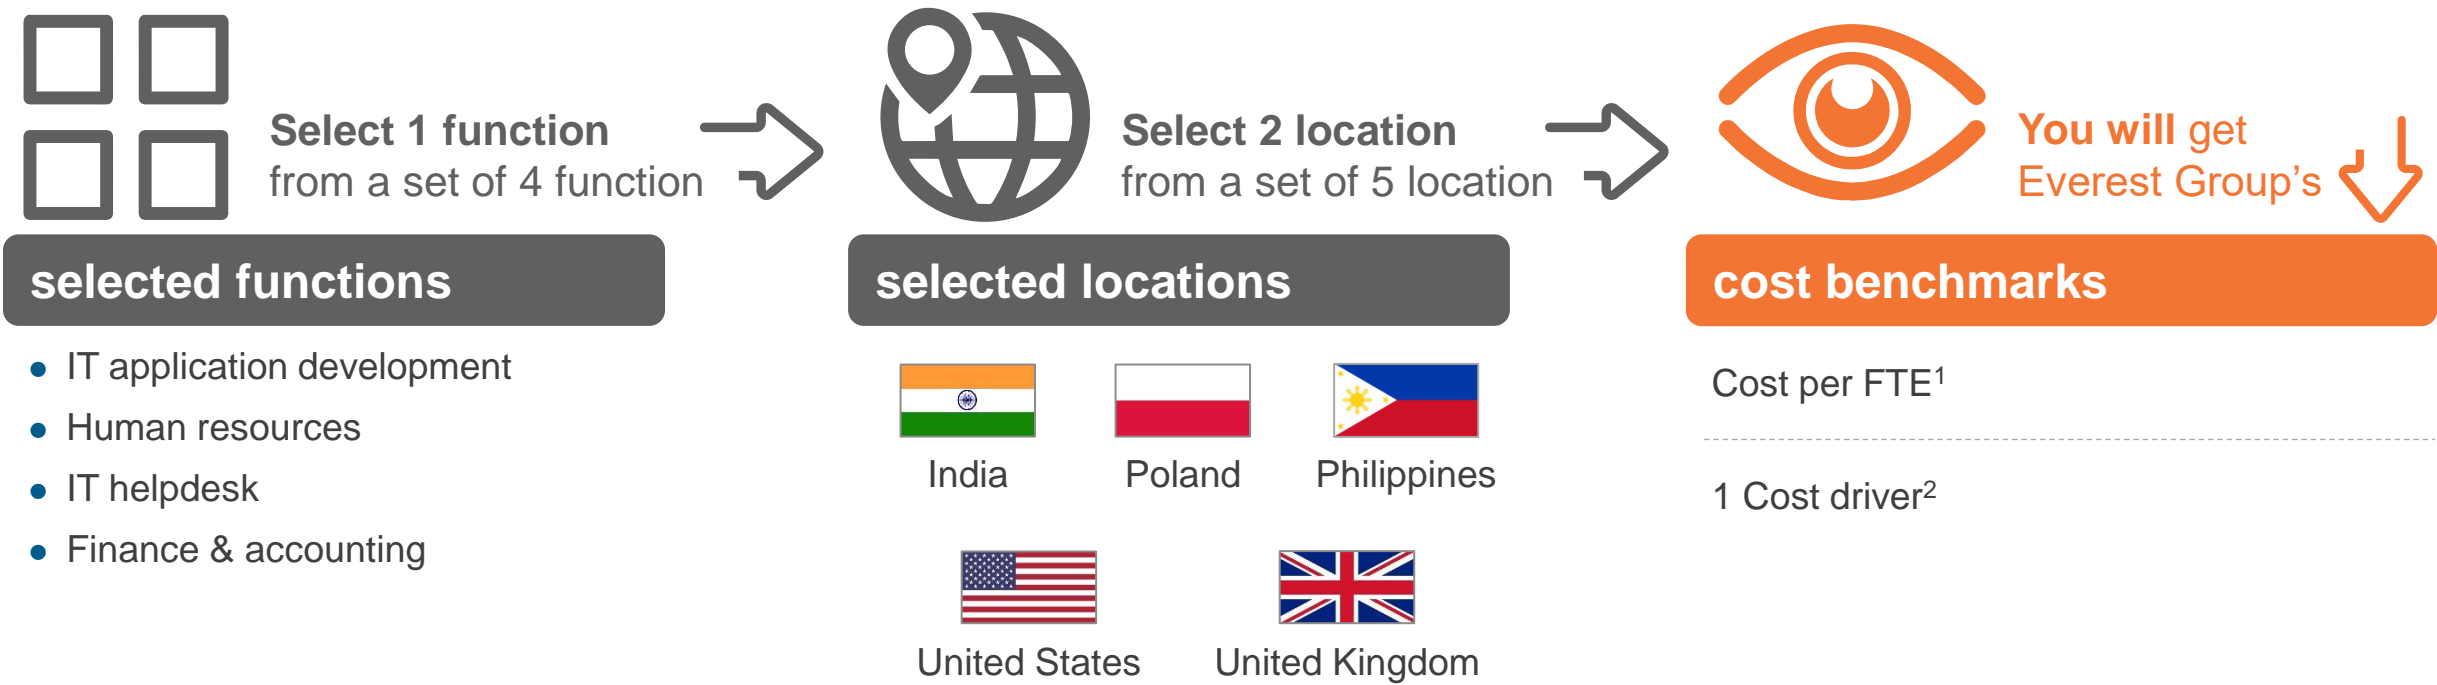 Select 1 function
from a set of 4 function
Select 2 location
from a set of 5 location
You will get
Everest Group's
selected functions
selected locations
cost benchmarks
IT application development
Human resources
IT helpdesk
Finance & accounting
India
Poland
Philippines
United States
United Kingdom
Cost per FTE¹
1 Cost driver²